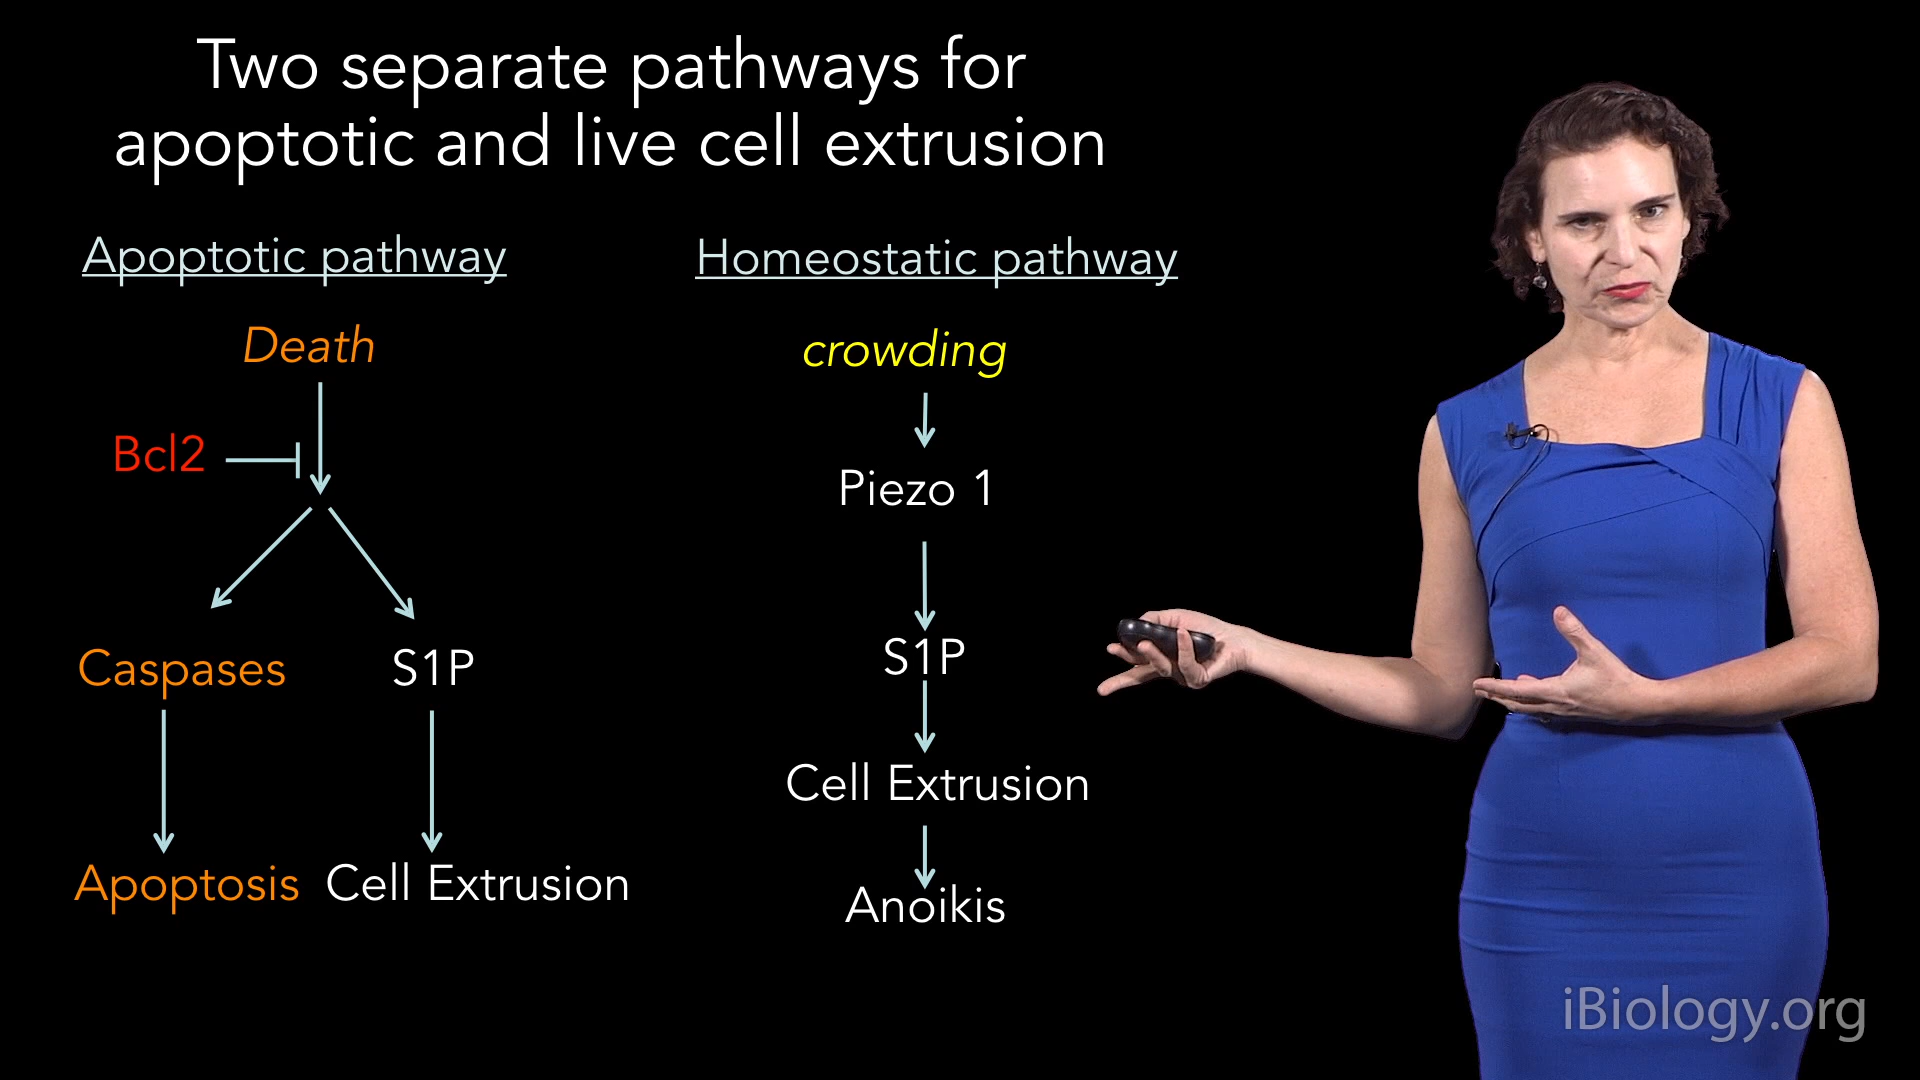 Two separate pathways for
apoptotic and live cell extrusion
Apoptotic pathway
Death
Bcl2
Caspases
S1P
Apoptosis
Cell Extrusion
Homeostatic pathway
crowding
Piezo 1
S1P
Cell Extrusion
Anoikis
iBiology.org